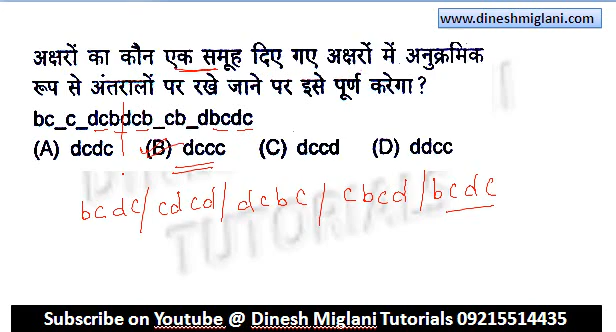 www.dineshmiglani.com
अक्षरों का कौन एक समूह दिए गए अक्षरों में अनुक्रमिक
रूप से अंतरालों पर रखे जाने पर इसे पूर्ण करेगा ?
bc_c_dcbdcb_cb_dbcdc
(A) dcdc (B) dccc (C) dccd (D) ddcc
bcdc/cdcd/dcbc/cbcd/bcdc
TUTORIALS
Subscribe on Youtube @ Dinesh Miglani Tutorials 09215514435